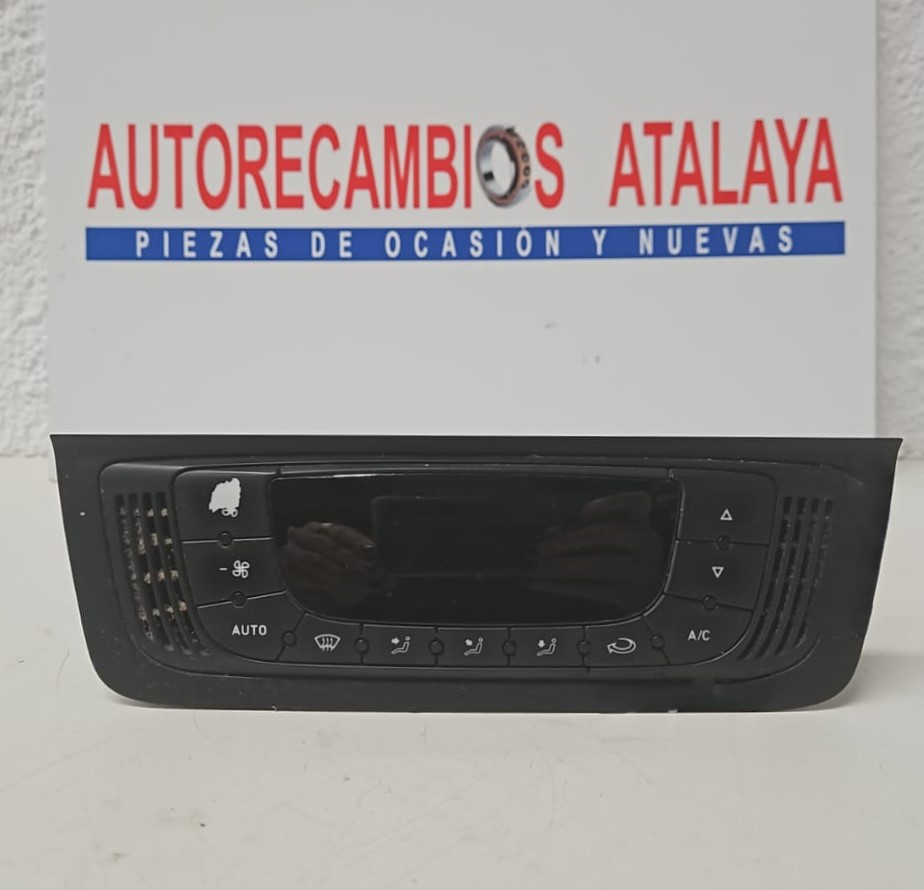 AUTORECAMBIOS ATALAYA
PIEZAS DE OCASIÓN Y NUEVAS
-
AUTO
A/C